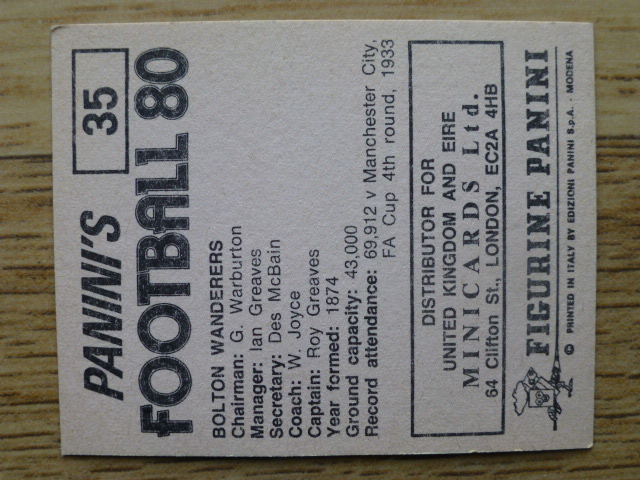 PANINI'S
35
FOOTBALL 80
BOLTON WANDERERS
Chairman: G. Warburton
Manager: Ian Greaves
Secretary: Des McBain
Coach: W. Joyce
Captain: Roy Greaves
Year formed: 1874
Ground capacity: 43,000
Record attendance: 69,912 v Manchester City,
FA Cup 4th round, 1933
DISTRIBUTOR FOR
UNITED KINGDOM AND EIRE
MINICARDS Ltd.
64 Clifton St., LONDON, EC2A 4HB
FIGURINE PANINI
© PRINTED IN ITALY BY EDIZIONI PANINI S.p.A. - MODENA